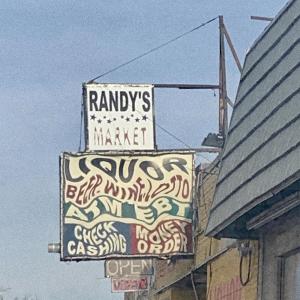 RANDY'S
MARKET
LIQUOR
BEER.WINE.LOTTO
ATM EBT
CHECK CASHING
MONEY ORDER
OPEN